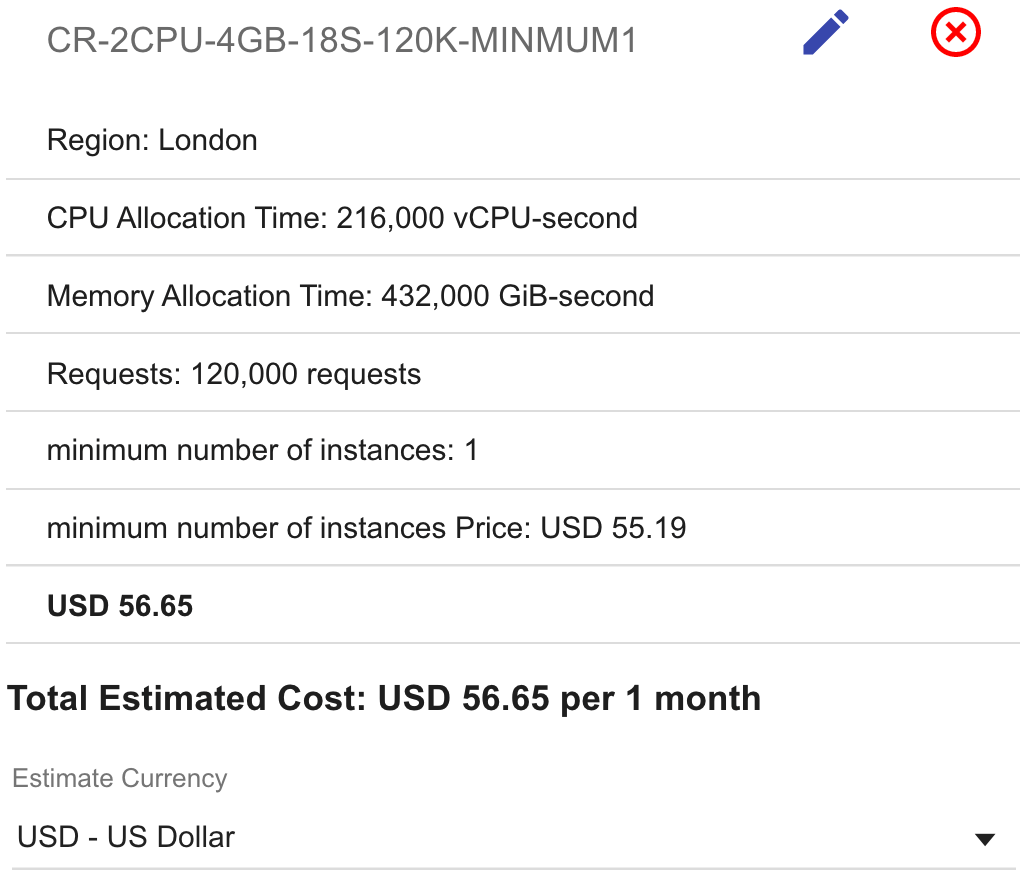 CR-2CPU-4GB-18S-120K-MINMUM1
Region: London
CPU Allocation Time: 216,000 vCPU-second
Memory Allocation Time: 432,000 GiB-second
Requests: 120,000 requests
minimum number of instances: 1
minimum number of instances Price: USD 55.19
USD 56.65
Total Estimated Cost: USD 56.65 per 1 month
Estimate Currency
USD - US Dollar